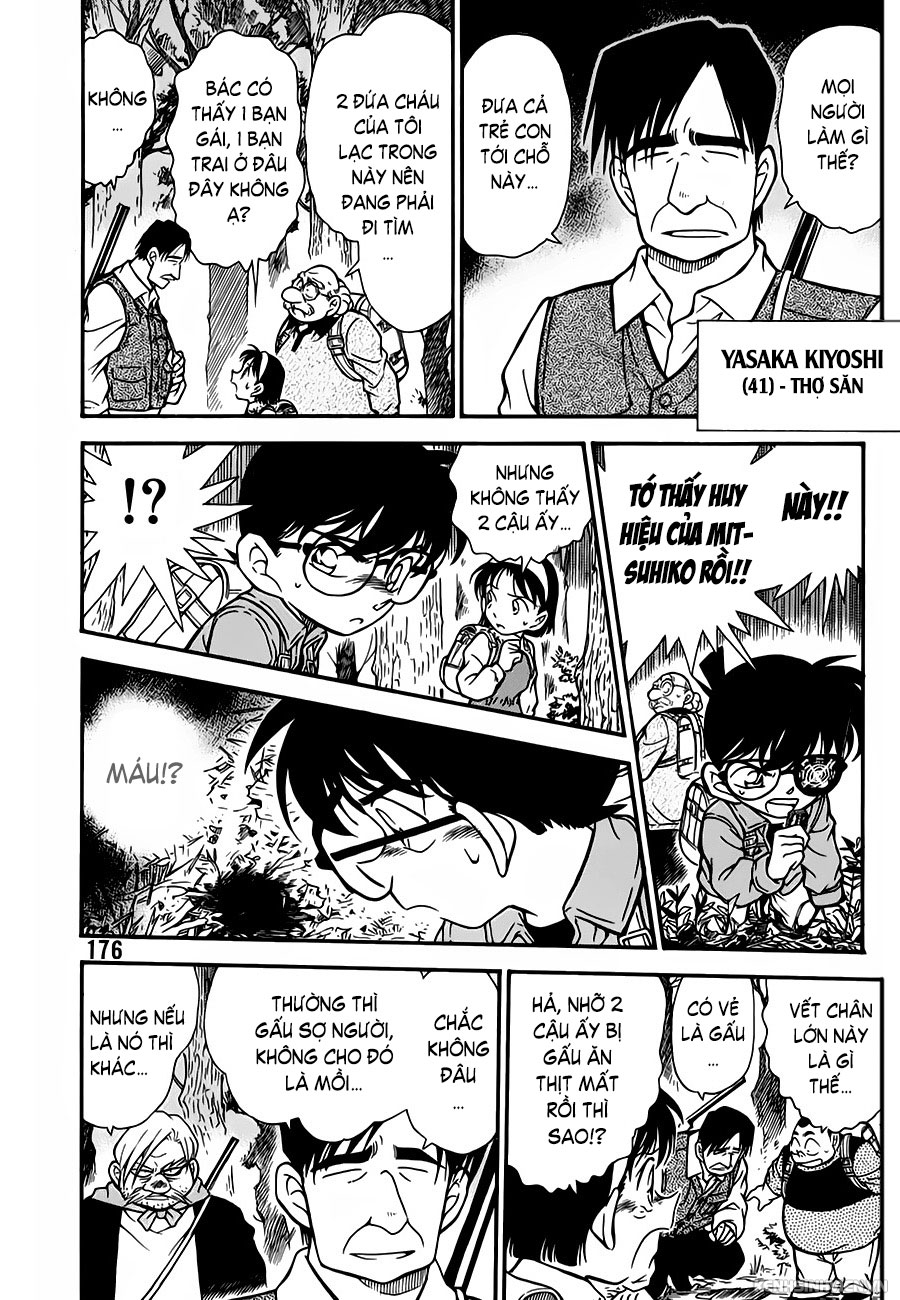 MỌI
NGƯỜI
LÀM GÌ
THẾ?
ĐƯA CẢ
TRẺ CON
TỚI CHỖ
NÀY...
YASAKA KIYOSHI
(41) - THỢ SĂN
2 ĐỨA CHÁU
CỦA TÔI
LẠC TRONG
NÀY NÊN
ĐANG PHẢI
ĐI TÌM
...
BÁC CÓ
THẤY 1 BẠN
GÁI, 1 BẠN
TRAI Ở ĐÂU
ĐÂY KHÔNG
Ạ?
KHÔNG
...
NÀY!!
TỚ THẤY HUY
HIỆU CỦA MIT-
SUHIKO RỒI!!
NHƯNG
KHÔNG THẤY
2 CẬU ẤY...
!?
MÁU!?
176
VẾT CHÂN
LỚN NÀY
LÀ GÌ
THẾ...
CÓ VẺ
LÀ GẤU
...
HẢ, NHỠ 2
CẬU ẤY BỊ
GẤU ĂN
THỊT MẤT
RỒI THÌ
SAO!?
CHẮC
KHÔNG
ĐÂU
...
THƯỜNG THÌ
GẤU SỢ NGƯỜI,
KHÔNG CHO ĐÓ
LÀ MỒI...
NHƯNG NẾU
LÀ NÓ THÌ
KHÁC...